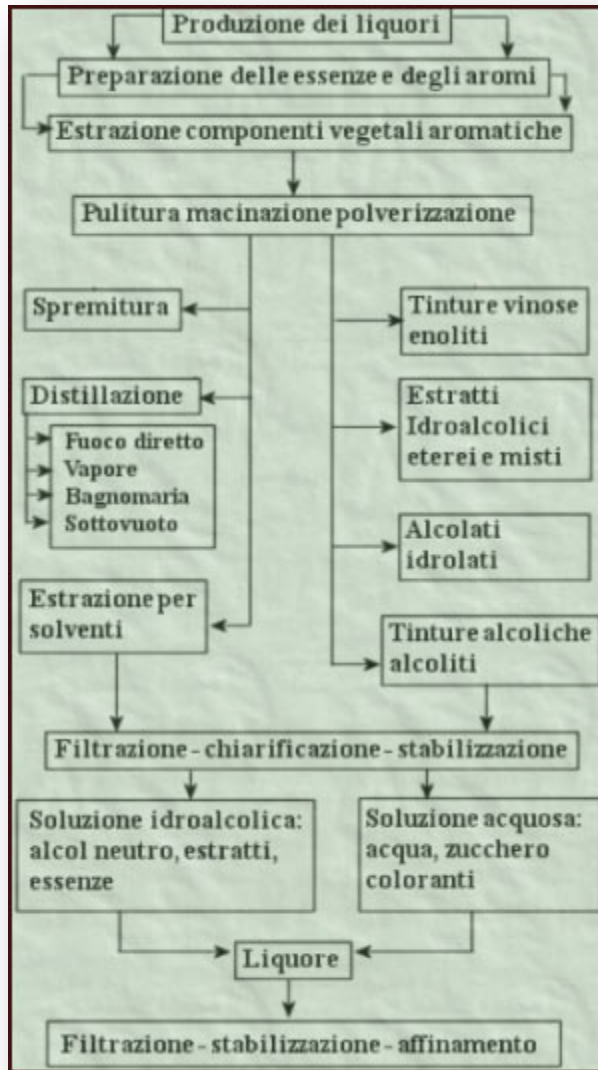 Produzione dei liquori
Preparazione delle essenze e degli aromi
Estrazione componenti vegetali aromatiche
Pulitura macinazione polverizzazione
Spremitura
Distillazione
Fuoco diretto
Vapore
Bagnomaria
Sottovuoto
Estrazione per
solventi
Tinture vinose
enoliti
Estratti
Idroalcolici
eterei e misti
Alcolati
idrolati
Tinture alcoliche
alcoliti
Filtrazione - chiarificazione - stabilizzazione
Soluzione idroalcolica:
alcol neutro, estratti,
essenze
Soluzione acquosa:
acqua, zucchero
coloranti
Liquore
Filtrazione - stabilizzazione - affinamento